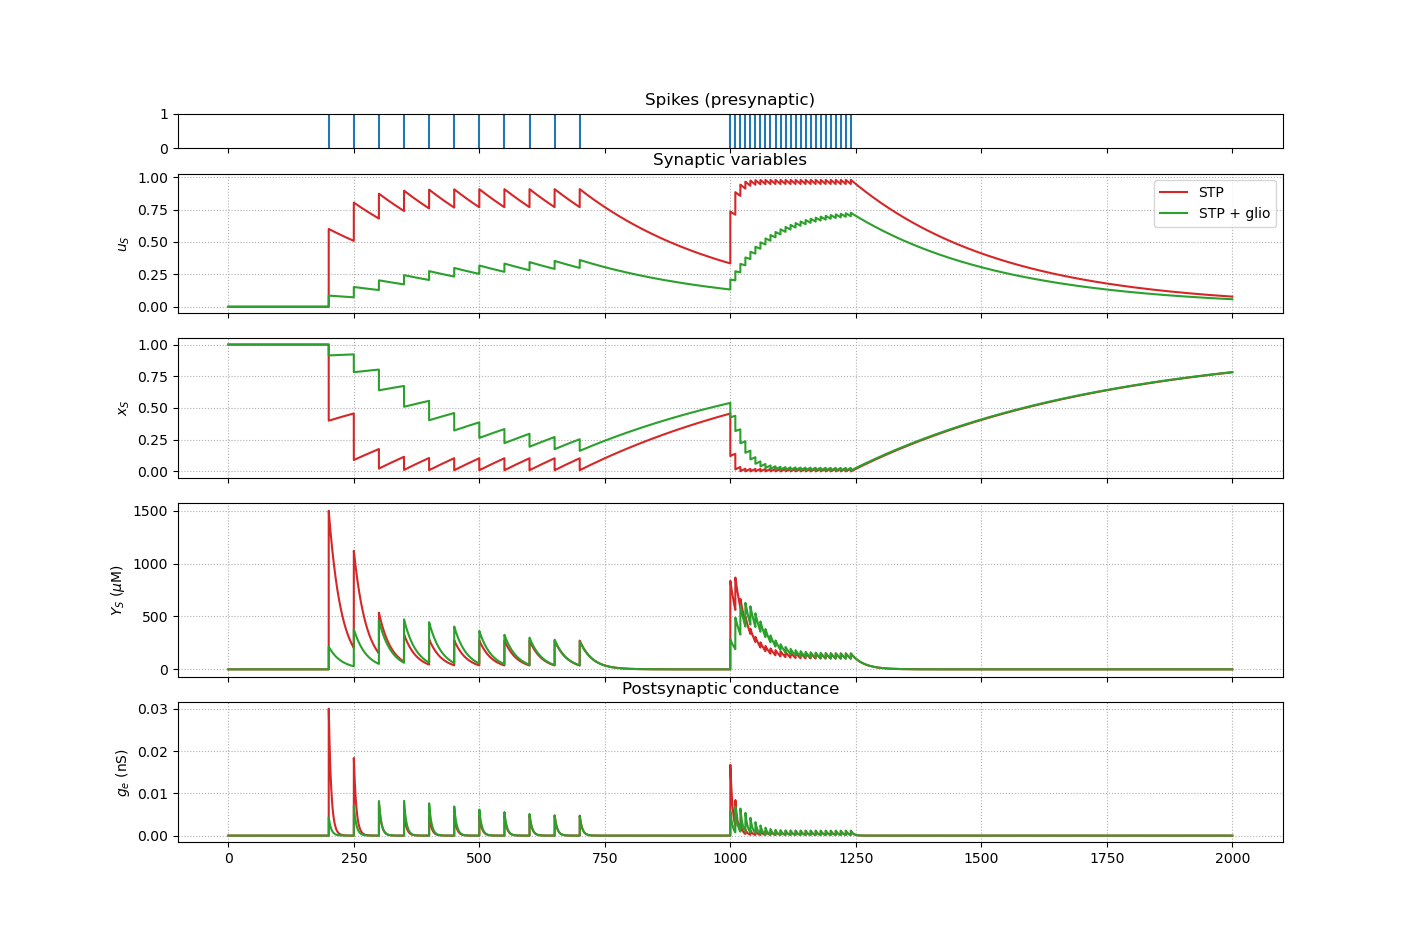 Spikes (presynaptic)
1
0
Synaptic variables
1.00
0.75
0.50
0.25
0.00
u_S
STP
STP + glio
1.00
0.75
0.50
0.25
0.00
x_S
1500
1000
500
0
Y_S (μM)
Postsynaptic conductance
0.03
0.02
0.01
0.00
g_e (nS)
0 250 500 750 1000 1250 1500 1750 2000